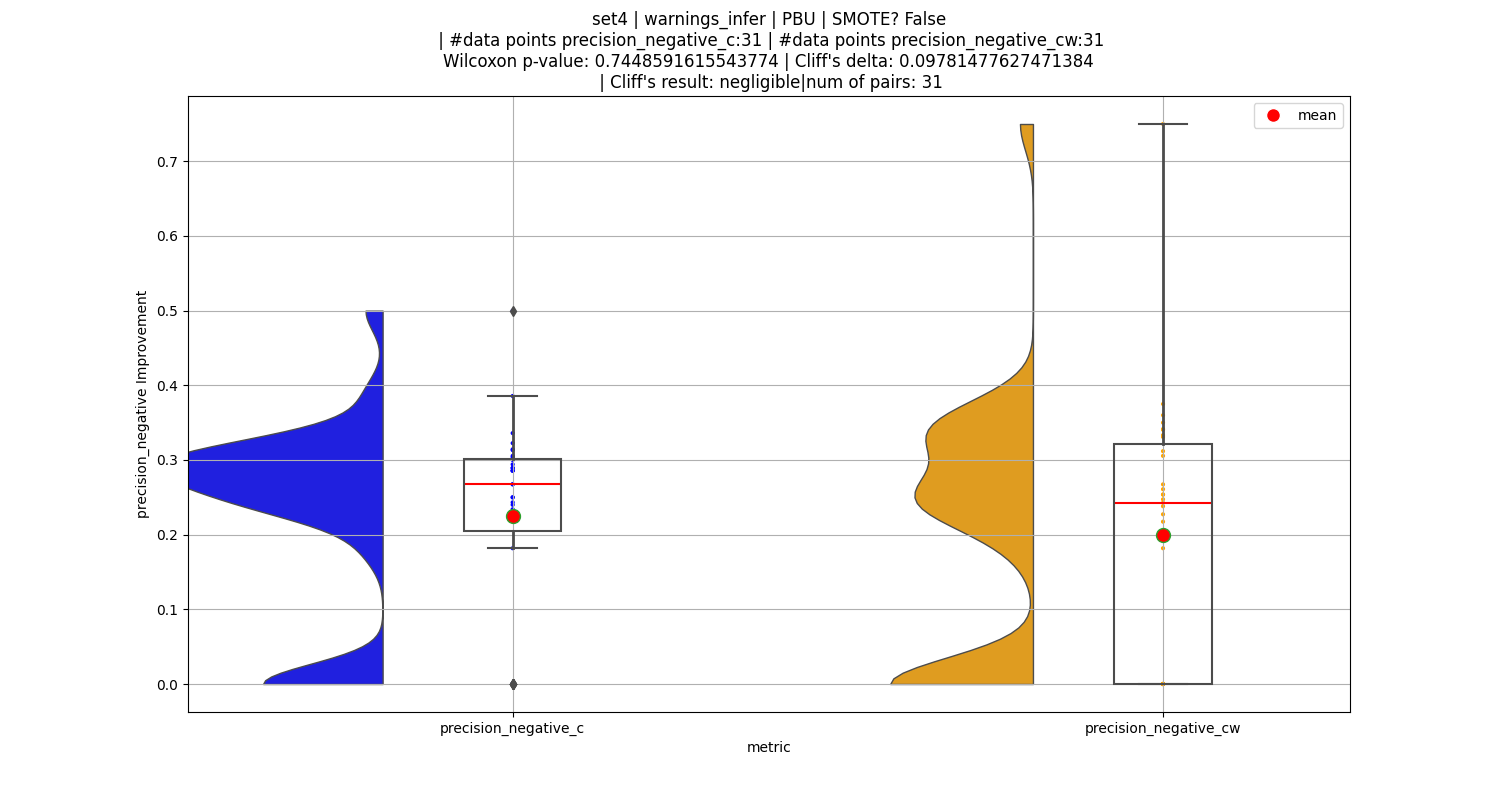 set4 | warnings_infer | PBU | SMOTE? False
| #data points precision_negative_c:31 | #data points precision_negative_cw:31
Wilcoxon p-value: 0.7448591615543774 | Cliff's delta: 0.09781477627471384
| Cliff's result: negligible|num of pairs: 31
mean
0.7
0.6
0.5
0.4
0.3
0.2
0.1
0.0
precision_negative Improvement
precision_negative_c
precision_negative_cw
metric